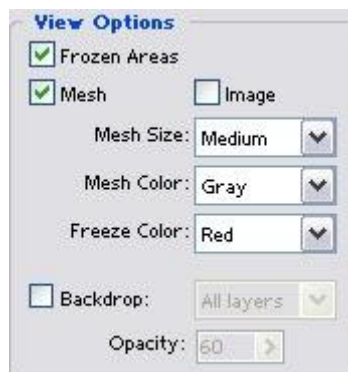 View Options
Frozen Areas
Mesh Image
Mesh Size: Medium
Mesh Color: Gray
Freeze Color: Red
Backdrop: All layers
Opacity: 60